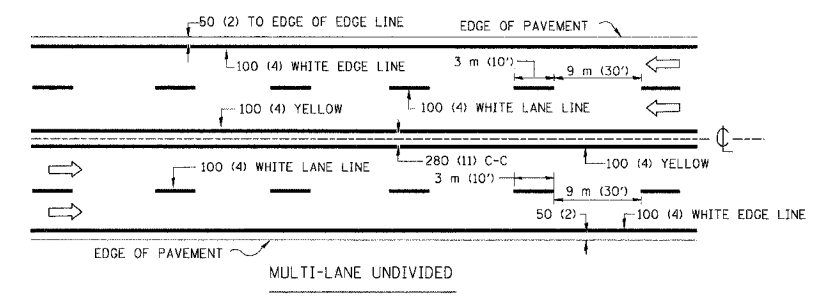 50 (2) TO EDGE OF EDGE LINE
EDGE OF PAVEMENT
100 (4) WHITE EDGE LINE
3 m (10')
9 m (30')
100 (4) YELLOW
100 (4) WHITE LANE LINE
℄
100 (4) WHITE LANE LINE
280 (11) C-C
100 (4) YELLOW
3 m (10')
9 m (30')
50 (2)
100 (4) WHITE EDGE LINE
EDGE OF PAVEMENT
MULTI-LANE UNDIVIDED